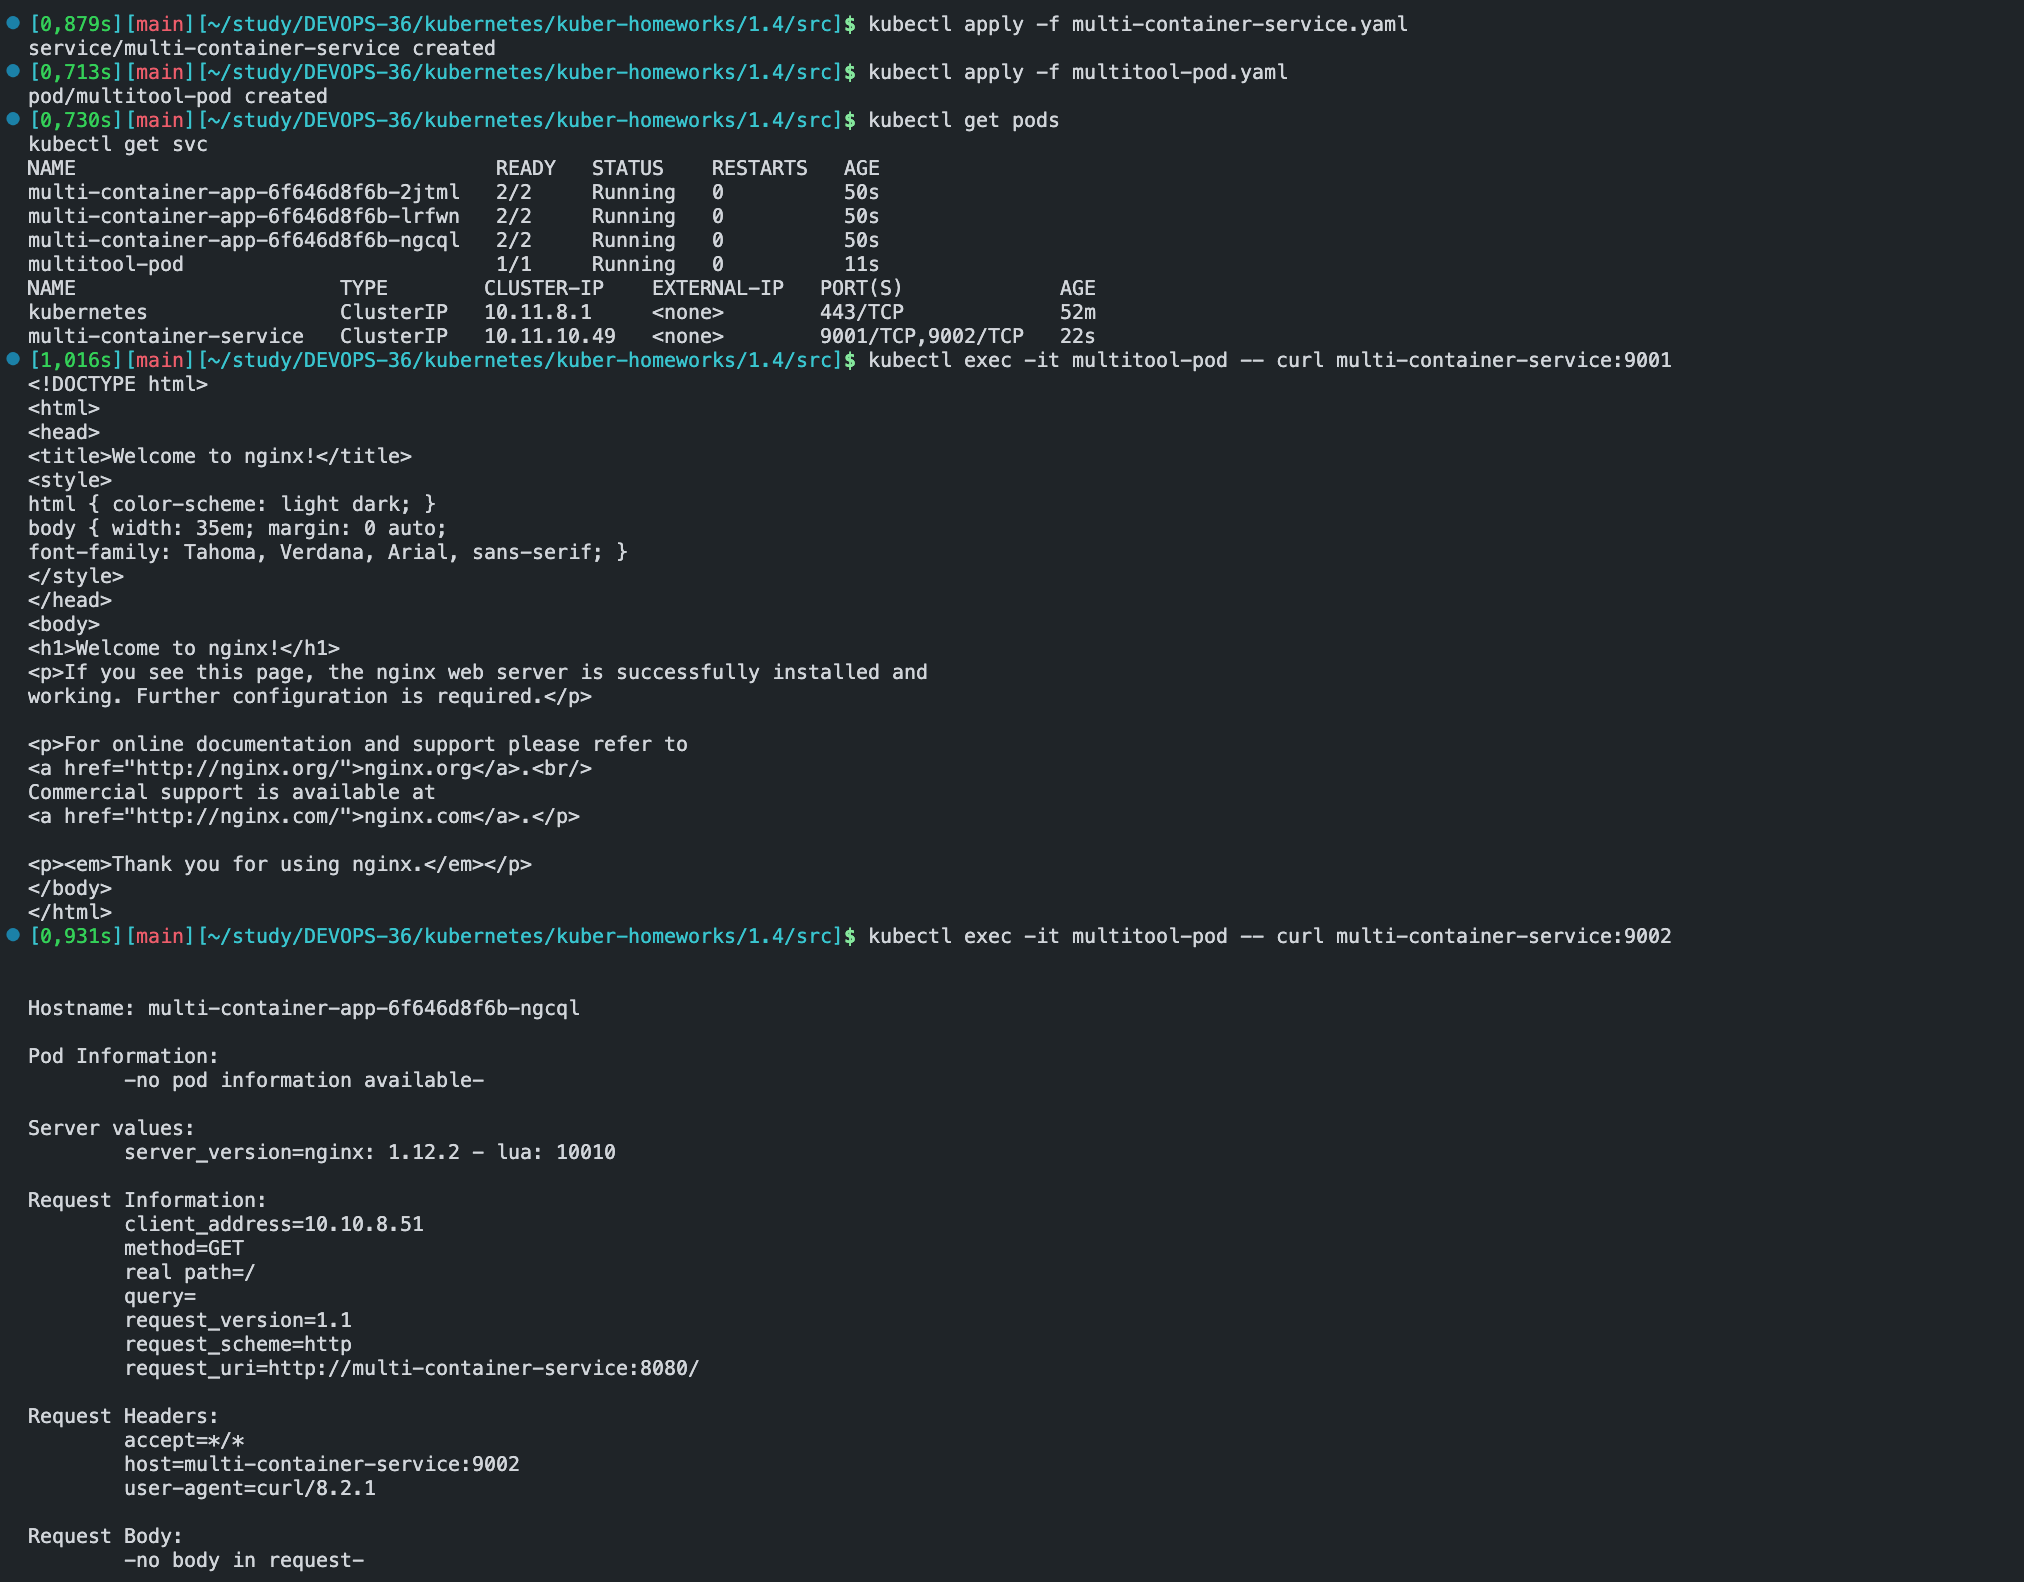 [0,879s][main][~/study/DEVOPS-36/kubernetes/kuber-homeworks/1.4/src]$ kubectl apply -f multi-container-service.yaml
service/multi-container-service created
[0,713s][main][~/study/DEVOPS-36/kubernetes/kuber-homeworks/1.4/src]$ kubectl apply -f multitool-pod.yaml
pod/multitool-pod created
[0,730s][main][~/study/DEVOPS-36/kubernetes/kuber-homeworks/1.4/src]$ kubectl get pods
kubectl get svc
NAME                                   READY   STATUS    RESTARTS   AGE
multi-container-app-6f646d8f6b-2jtml   2/2     Running   0          50s
multi-container-app-6f646d8f6b-lrfwn   2/2     Running   0          50s
multi-container-app-6f646d8f6b-ngcql   2/2     Running   0          50s
multitool-pod                          1/1     Running   0          11s
NAME                      TYPE        CLUSTER-IP    EXTERNAL-IP   PORT(S)             AGE
kubernetes                ClusterIP   10.11.8.1     <none>        443/TCP             52m
multi-container-service   ClusterIP   10.11.10.49   <none>        9001/TCP,9002/TCP   22s
[1,016s][main][~/study/DEVOPS-36/kubernetes/kuber-homeworks/1.4/src]$ kubectl exec -it multitool-pod -- curl multi-container-service:9001
<!DOCTYPE html>
<html>
<head>
<title>Welcome to nginx!</title>
<style>
html { color-scheme: light dark; }
body { width: 35em; margin: 0 auto;
font-family: Tahoma, Verdana, Arial, sans-serif; }
</style>
</head>
<body>
<h1>Welcome to nginx!</h1>
<p>If you see this page, the nginx web server is successfully installed and
working. Further configuration is required.</p>

<p>For online documentation and support please refer to
<a href="http://nginx.org/">nginx.org</a>.<br/>
Commercial support is available at
<a href="http://nginx.com/">nginx.com</a>.</p>

<p><em>Thank you for using nginx.</em></p>
</body>
</html>
[0,931s][main][~/study/DEVOPS-36/kubernetes/kuber-homeworks/1.4/src]$ kubectl exec -it multitool-pod -- curl multi-container-service:9002

Hostname: multi-container-app-6f646d8f6b-ngcql

Pod Information:
        -no pod information available-

Server values:
        server_version=nginx: 1.12.2 - lua: 10010

Request Information:
        client_address=10.10.8.51
        method=GET
        real path=/
        query=
        request_version=1.1
        request_scheme=http
        request_uri=http://multi-container-service:8080/

Request Headers:
        accept=*/*
        host=multi-container-service:9002
        user-agent=curl/8.2.1

Request Body:
        -no body in request-